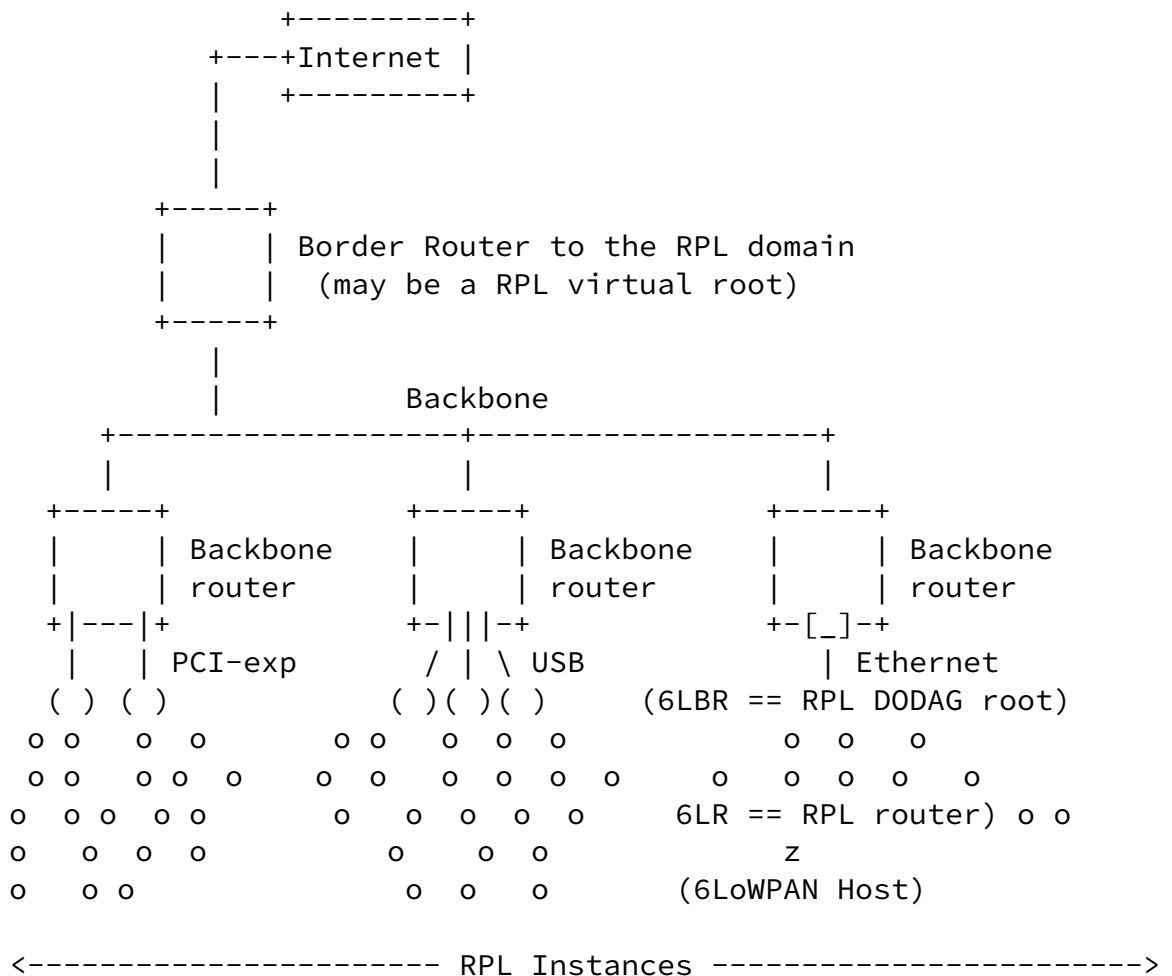 Internet
Border Router to the RPL domain
(may be a RPL virtual root)
Backbone
Backbone Backbone Backbone
router router router
[_]
PCI-exp USB Ethernet
( ) ( ) ( )( )( ) (6LBR == RPL DODAG root)
o o o o o o o o o o o o
o o o o o o o o o o o o o o o o
o o o o o o o o o o 6LR == RPL router) o o
o o o o o o o z
o o o o o o (6LoWPAN Host)
<----------------------- RPL Instances ------------------------>